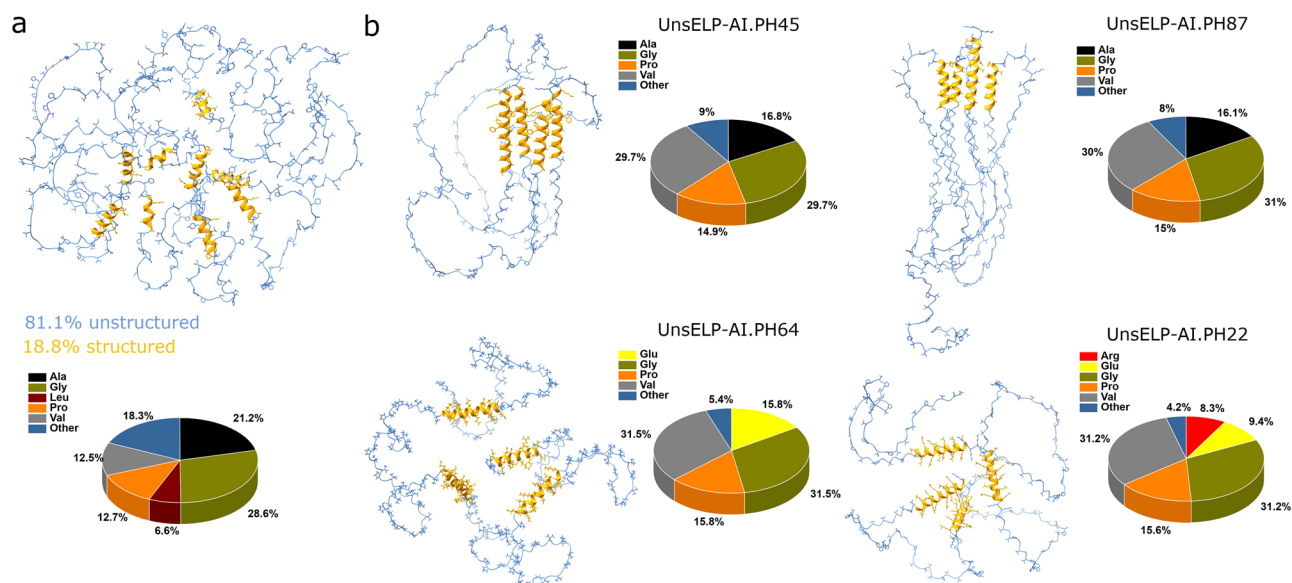 a
81.1% unstructured
18.8% structured
Ala
Gly
Leu
Pro
Val
Other
18.3%
21.2%
12.5%
12.7%
6.6%
28.6%
b
UnsELP-AI.PH45
Ala
Gly
Pro
Val
Other
9%
16.8%
29.7%
29.7%
14.9%
UnsELP-AI.PH87
Ala
Gly
Pro
Val
Other
8%
16.1%
30%
31%
15%
UnsELP-AI.PH64
Glu
Gly
Pro
Val
Other
5.4%
15.8%
31.5%
31.5%
15.8%
UnsELP-AI.PH22
Arg
Glu
Gly
Pro
Val
Other
4.2%
8.3%
9.4%
31.2%
31.2%
15.6%